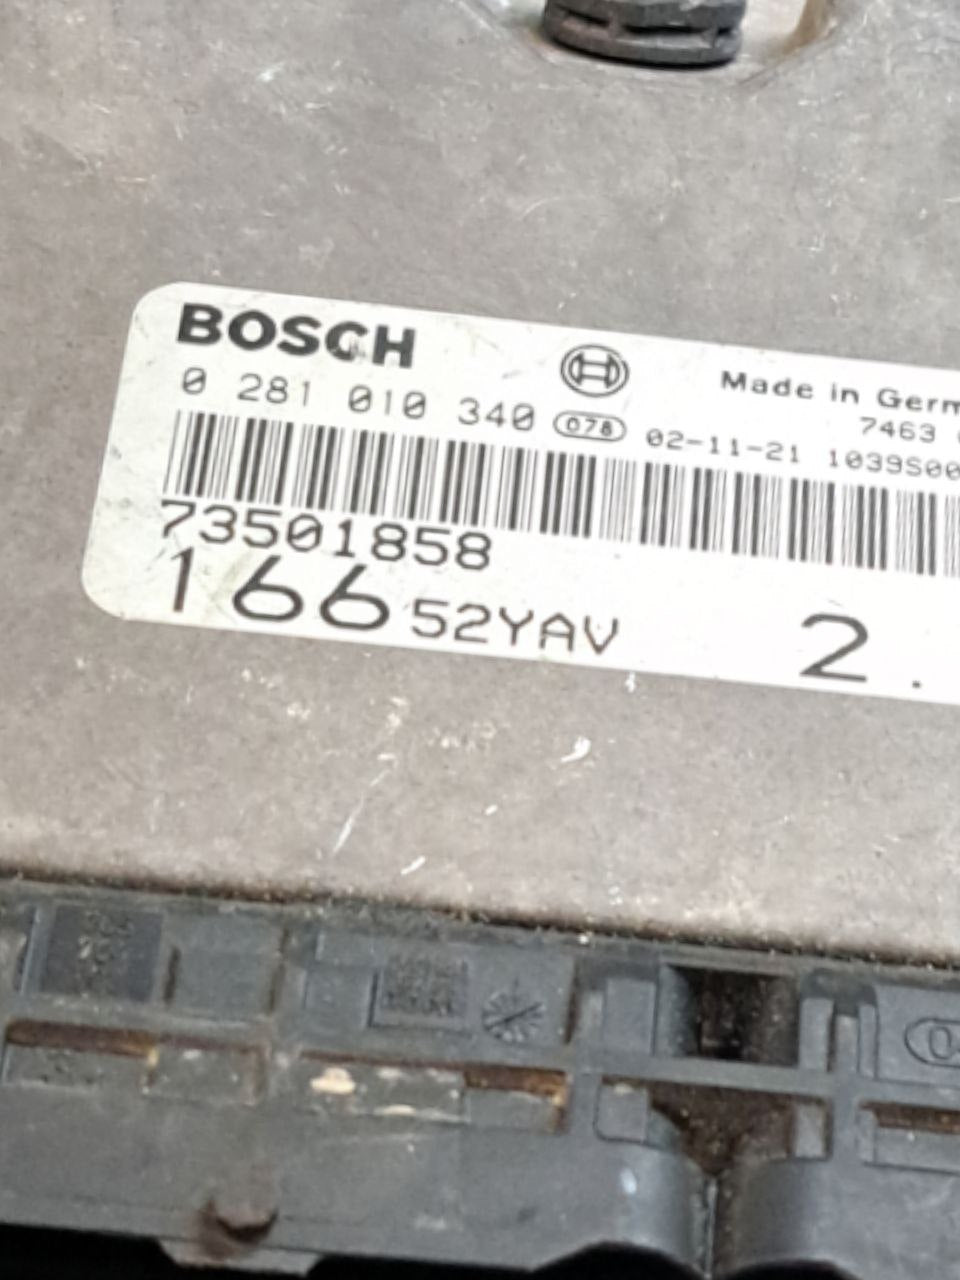 BOSCH
Made in Germ
0 281 010 340 078 02-11-21
7463
1039S00
73501858
166 52YAV 2.